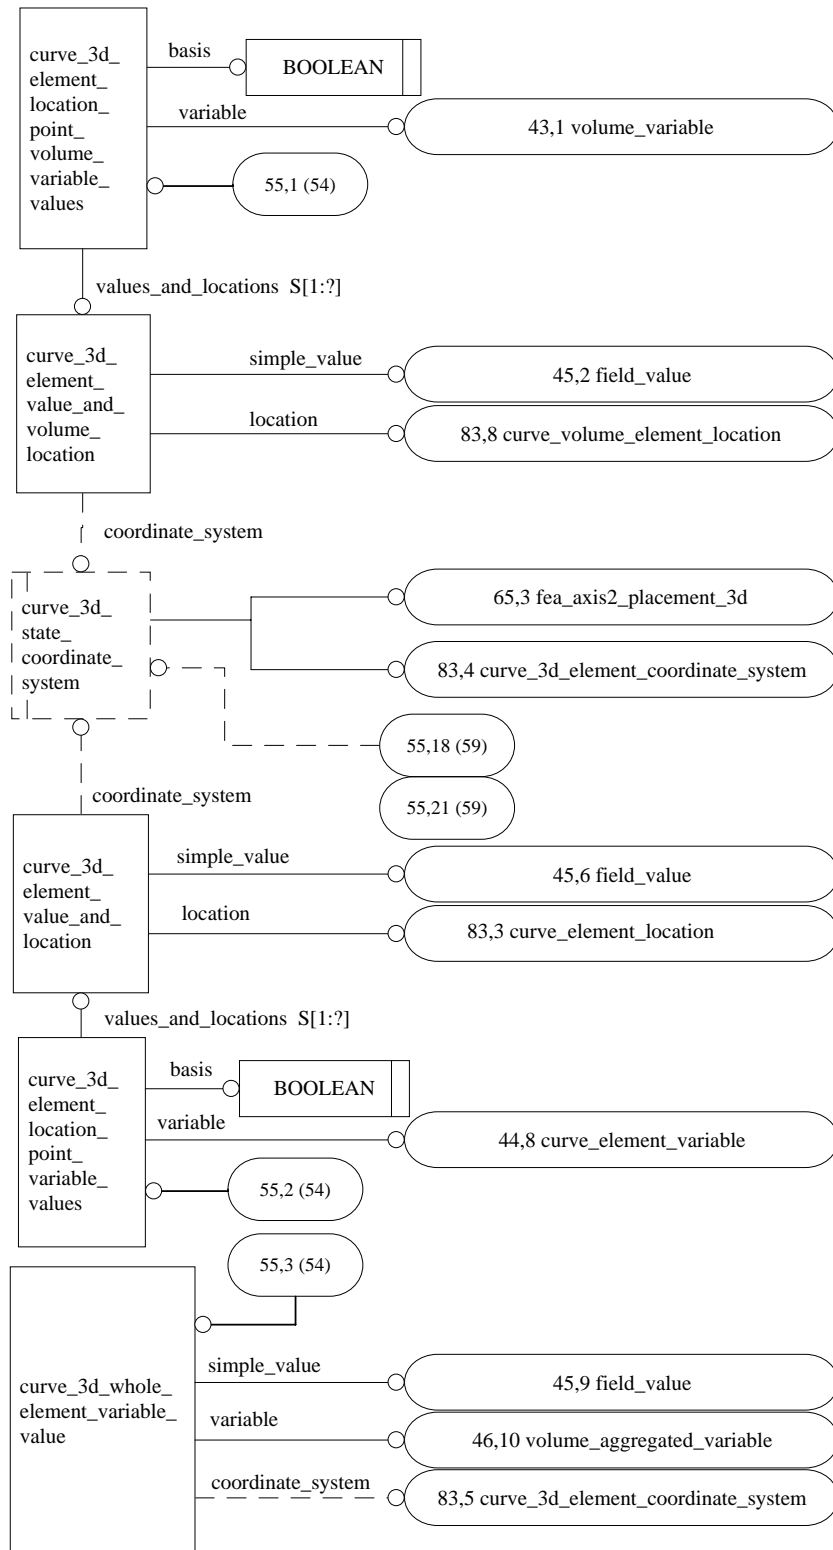 curve_3d_
element_
location_
point_
volume_
variable_
values
basis
BOOLEAN
variable
43,1 volume_variable
55,1 (54)
values_and_locations S[1:?]
curve_3d_
element_
value_and_
volume_
location
simple_value
45,2 field_value
location
83,8 curve_volume_element_location
coordinate_system
curve_3d_
state_
coordinate_
system
65,3 fea_axis2_placement_3d
83,4 curve_3d_element_coordinate_system
55,18 (59)
55,21 (59)
coordinate_system
curve_3d_
element_
value_and_
location
simple_value
45,6 field_value
location
83,3 curve_element_location
values_and_locations S[1:?]
curve_3d_
element_
location_
point_
variable_
values
basis
BOOLEAN
variable
44,8 curve_element_variable
55,2 (54)
55,3 (54)
curve_3d_whole_
element_variable_
value
simple_value
45,9 field_value
variable
46,10 volume_aggregated_variable
coordinate_system
83,5 curve_3d_element_coordinate_system